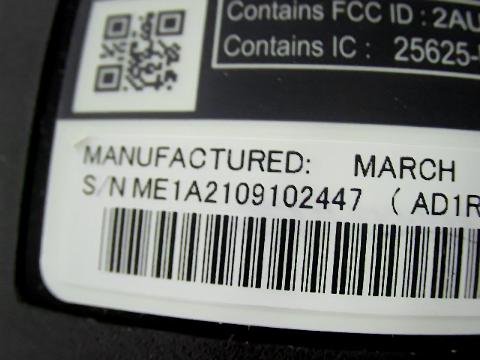 Contains FCC ID : 2AU
Contains IC : 25625-
MANUFACTURED: MARCH
S/N ME1A2109102447 ( AD1R